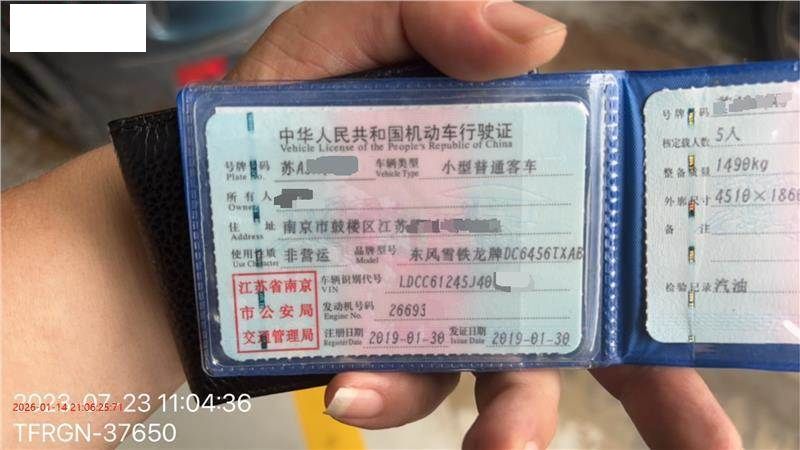 中华人民共和国机动车行驶证
Vehicle License of the People's Republic of China
号牌号码 苏A 车辆类型 小型普通客车
Plate No. Vehicle Type
所有人
Owner
住址 南京市鼓楼区江苏
Address
使用性质 非营运 品牌型号 东风雪铁龙牌DC6456TXAB
Use Character Model
江苏省南京市公安局交通管理局
车辆识别代号 LDCC61245J40
VIN
发动机号码 26693
Engine No.
注册日期 2019-01-30 发证日期 2019-01-30
Register Date Issue Date
号牌号码
核定载人数 5人
整备质量 1490kg
外廓尺寸 4510×1860
备注
检验记录 汽油
2023-07-23 11:04:36
2026-01-14 21:06:25:71
TFRGN-37650